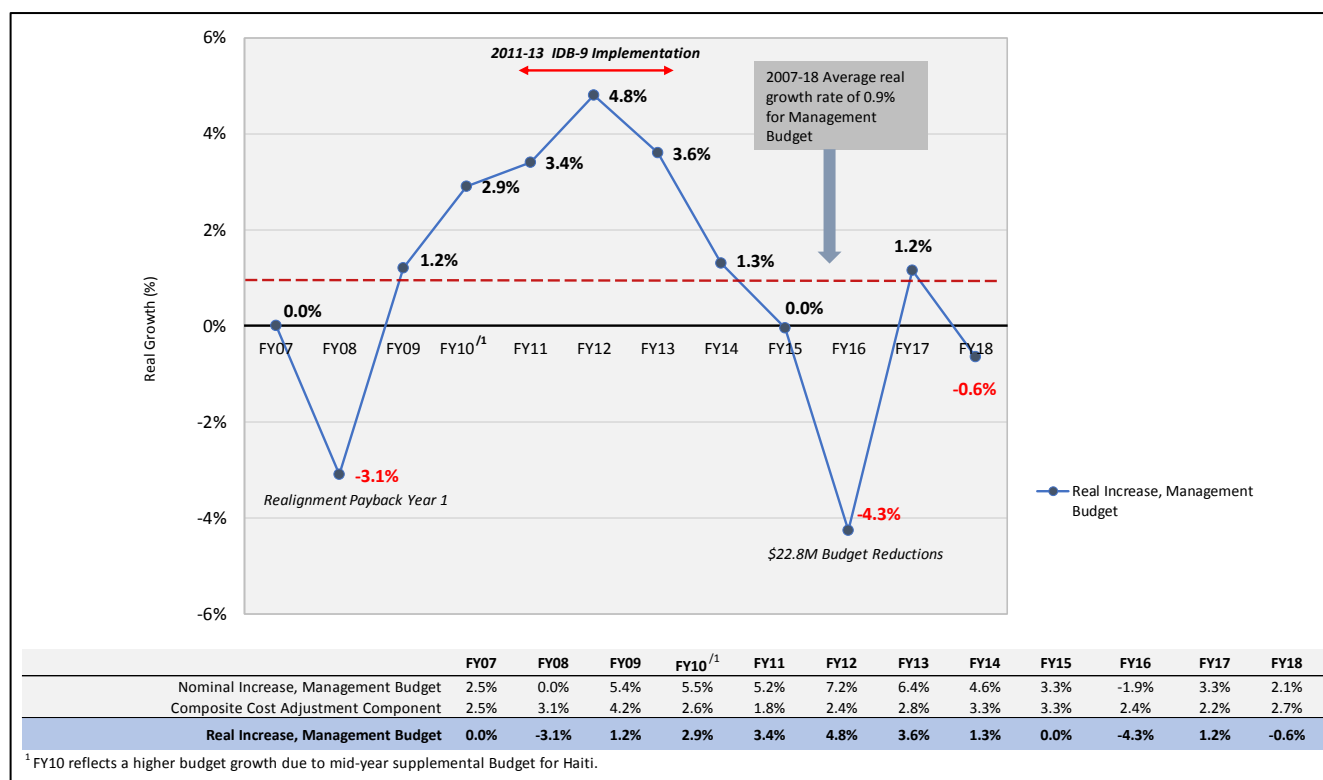 6%
2011-13 IDB-9 Implementation
2007-18 Average real
growth rate of 0.9%
for Management
Budget
4.8%
4%
3.6%
3.4%
2.9%
2%
1.2%
1.3%
1.2%
0.0%
0.0%
0%
FY07 FY08 FY09 FY10/1 FY11 FY12 FY13 FY14 FY15 FY16 FY17 FY18
Real Growth (%)
-0.6%
-2%
-3.1%
Realignment Payback Year 1
Real Increase, Management
Budget
-4%
-4.3%
$22.8M Budget Reductions
-6%
FY07 FY08 FY09 FY10/1 FY11 FY12 FY13 FY14 FY15 FY16 FY17 FY18
Nominal Increase, Management Budget 2.5% 0.0% 5.4% 5.5% 5.2% 7.2% 6.4% 4.6% 3.3% -1.9% 3.3% 2.1%
Composite Cost Adjustment Component 2.5% 3.1% 4.2% 2.6% 1.8% 2.4% 2.8% 3.3% 3.3% 2.4% 2.2% 2.7%
Real Increase, Management Budget 0.0% -3.1% 1.2% 2.9% 3.4% 4.8% 3.6% 1.3% 0.0% -4.3% 1.2% -0.6%
1 FY10 reflects a higher budget growth due to mid-year supplemental Budget for Haiti.